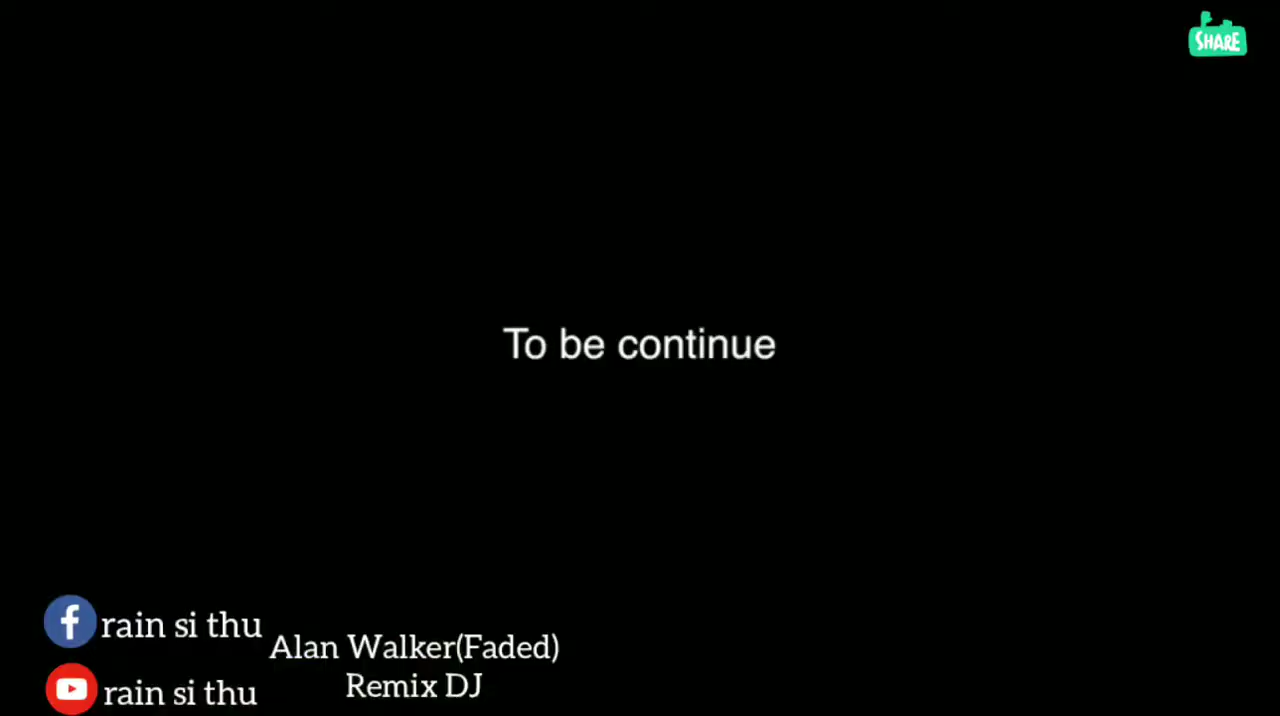 SHARE
To be continue
rain si thu
Alan Walker(Faded)
Remix DJ
rain si thu